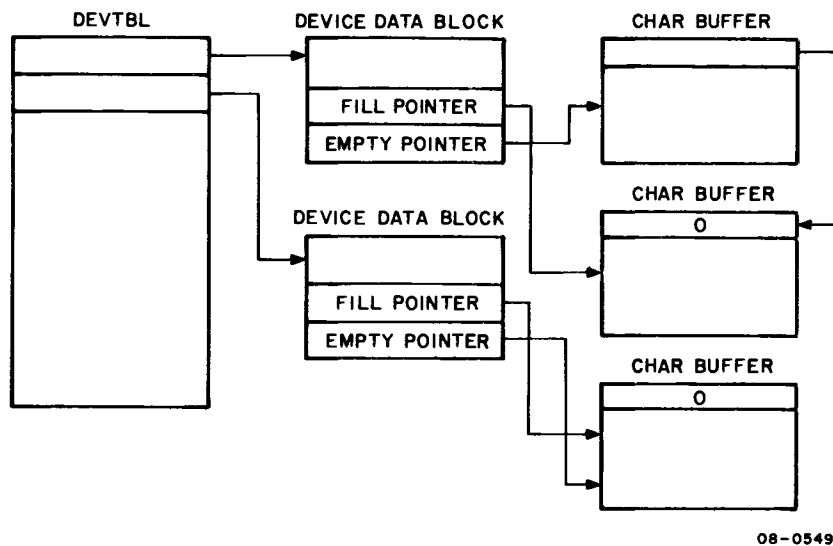 DEVTBL
DEVICE DATA BLOCK
CHAR BUFFER
FILL POINTER
EMPTY POINTER
CHAR BUFFER
0
DEVICE DATA BLOCK
FILL POINTER
EMPTY POINTER
CHAR BUFFER
0
08-0549